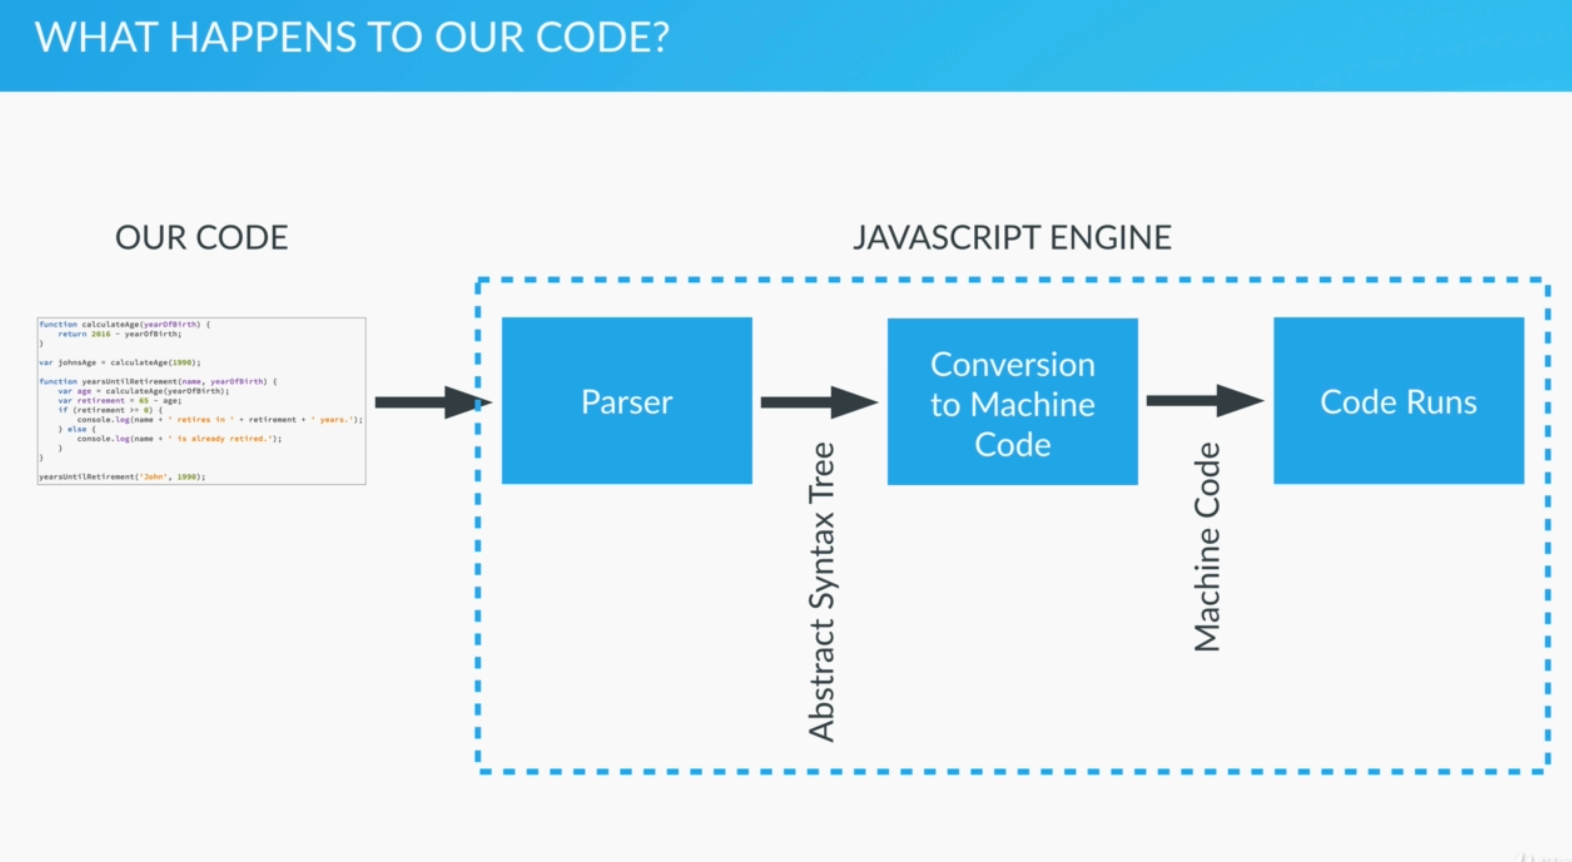 WHAT HAPPENS TO OUR CODE?
OUR CODE
JAVASCRIPT ENGINE
function calculateAge(yearOfBirth) {
return 2016 - yearOfBirth;
}
var johnsAge = calculateAge(1990);
function yearsUntilRetirement(name, yearOfBirth) {
var age = calculateAge(yearOfBirth);
var retirement = 65 - age;
if (retirement >= 0) {
console.log(name + ' retires in ' + retirement + ' years.');
} else {
console.log(name + ' is already retired.');
}
}
yearsUntilRetirement('John', 1990);
Parser
Abstract Syntax Tree
Conversion
to Machine
Code
Machine Code
Code Runs